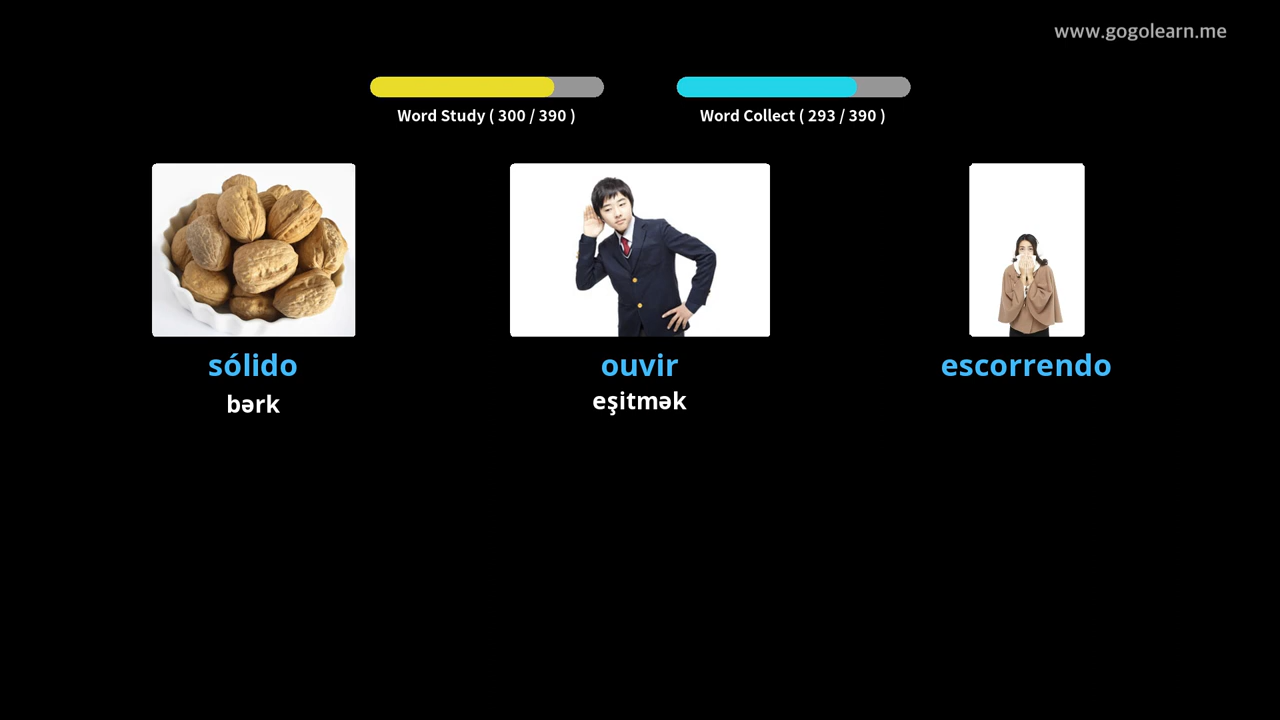 www.gogolearn.me
Word Study ( 300 / 390 )
Word Collect ( 293 / 390 )
sólido
ouvir
escorrendo
bərk
eşitmək